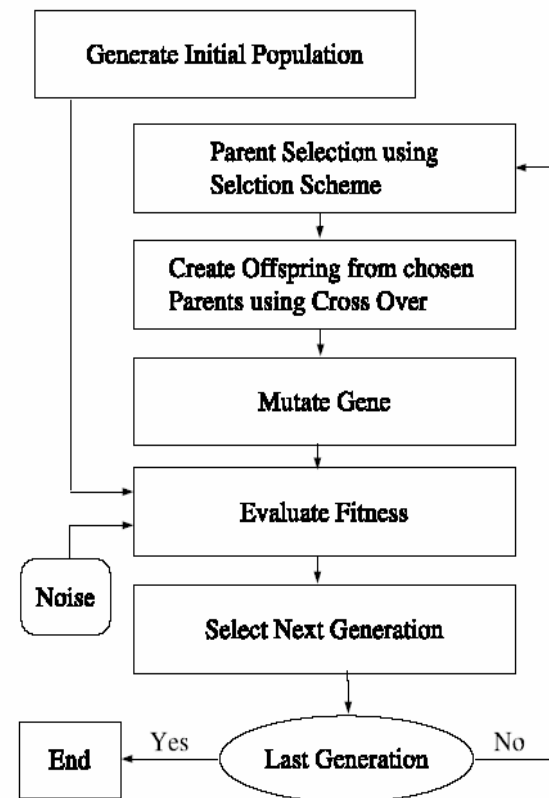 Generate Initial Population
Parent Selection using
Selction Scheme
Create Offspring from chosen
Parents using Cross Over
Mutate Gene
Evaluate Fitness
Noise
Select Next Generation
End
Yes
Last Generation
No